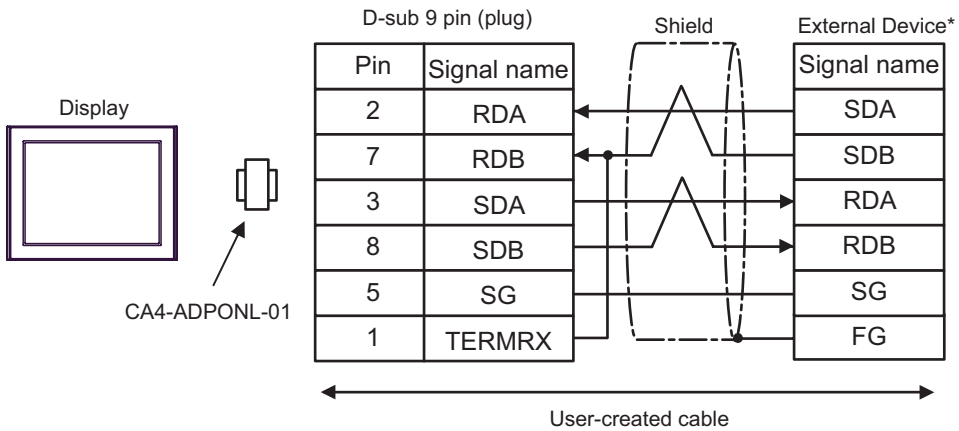 D-sub 9 pin (plug)
Shield
External Device*
Pin Signal name Signal name
Display
2 RDA SDA
7 RDB SDB
3 SDA RDA
8 SDB RDB
5 SG SG
CA4-ADPONL-01
1 TERMRX FG
User-created cable